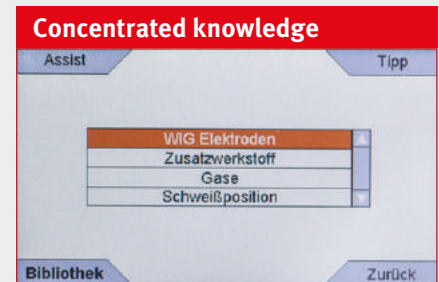 Concentrated knowledge
Assist Tipp
WIG Elektroden
Zusatzwerkstoff
Gase
Schweißposition
Bibliothek Zurück